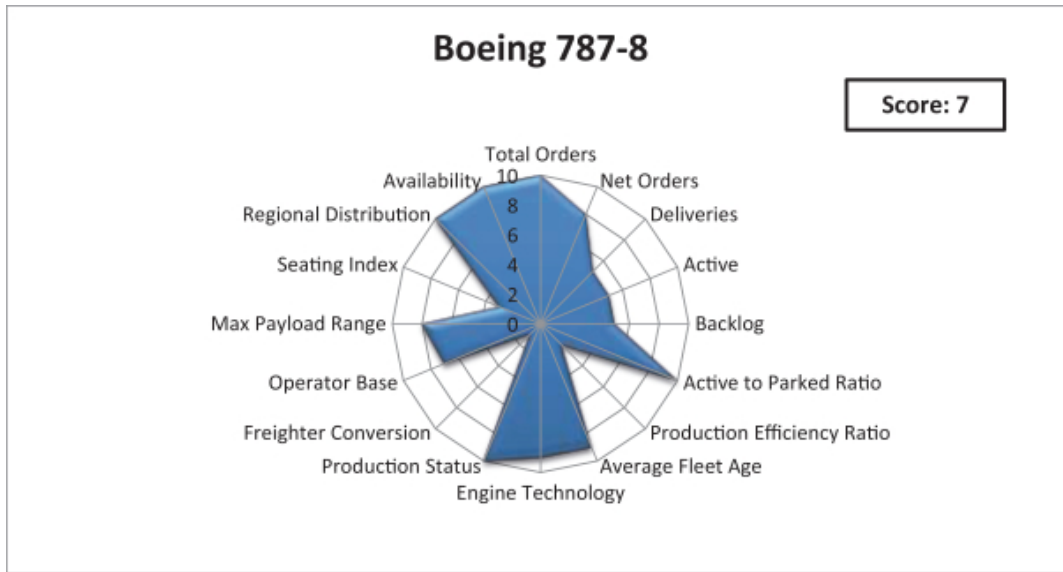 Boeing 787-8
Score: 7
Total Orders
Net Orders
Deliveries
Active
Backlog
Active to Parked Ratio
Production Efficiency Ratio
Average Fleet Age
Engine Technology
Production Status
Freighter Conversion
Operator Base
Max Payload Range
Seating Index
Regional Distribution
Availability
10
8
6
4
2
0